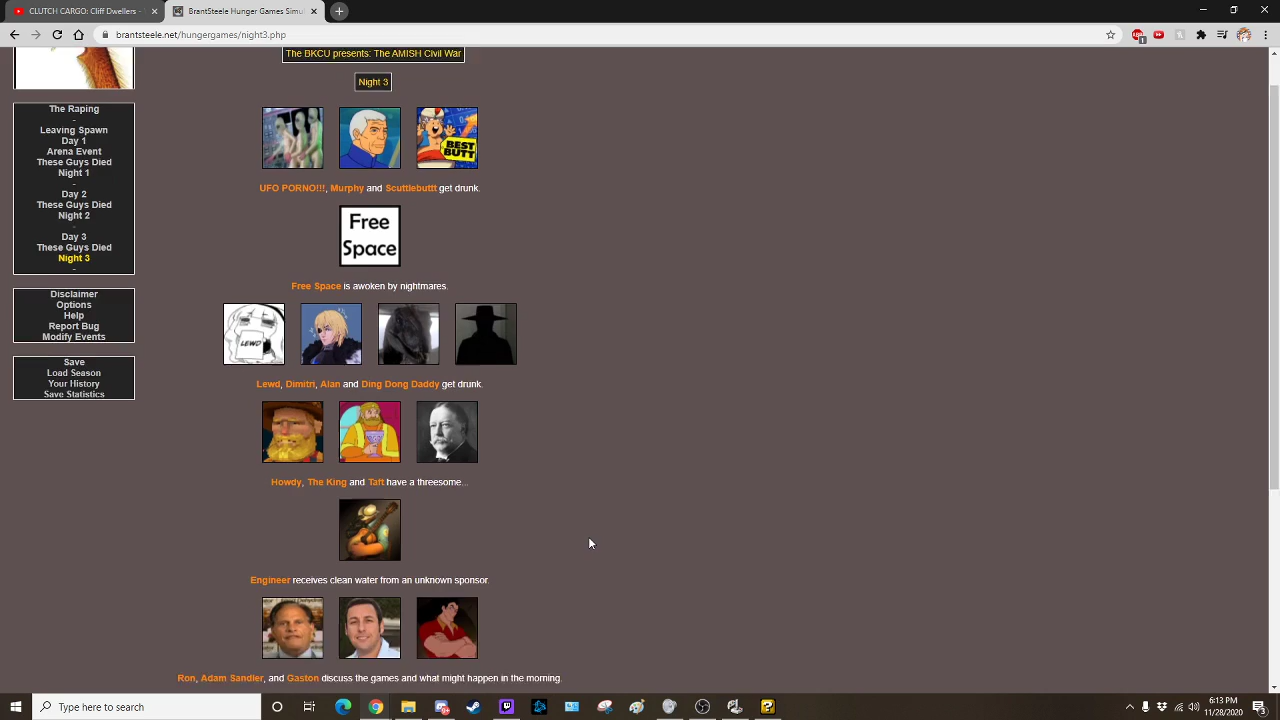 CLUTCH CARGO: Cliff Dwellers -
BrantSteele Hunger Games Simu
brantsteele.net/hungergames/night3.php
The BKCU presents: The AMISH Civil War
Night 3
The Raping
-
Leaving Spawn
Day 1
Arena Event
These Guys Died
Night 1
-
Day 2
These Guys Died
Night 2
-
Day 3
These Guys Died
Night 3
-
Disclaimer
Options
Help
Report Bug
Modify Events
Save
Load Season
Your History
Save Statistics
BEST
BUTT
UFO PORNO!!!, Murphy and Scuttlebuttt get drunk.
Free
Space
Free Space is awoken by nightmares.
LEWD
Lewd, Dimitri, Alan and Ding Dong Daddy get drunk.
Howdy, The King and Taft have a threesome...
Engineer receives clean water from an unknown sponsor.
Ron, Adam Sandler, and Gaston discuss the games and what might happen in the morning.
Type here to search
6:13 PM
11/28/2020